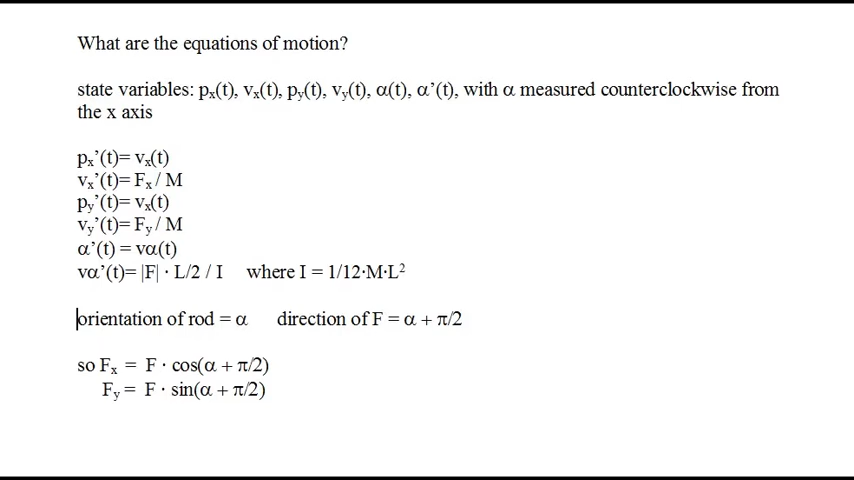 What are the equations of motion?
state variables: pₓ(t), vₓ(t), pᵧ(t), vᵧ(t), α(t), α’(t), with α measured counterclockwise from
the x axis
pₓ’(t)= vₓ(t)
vₓ’(t)= Fₓ / M
pᵧ’(t)= vₓ(t)
vᵧ’(t)= Fᵧ / M
α’(t) = vα(t)
vα’(t)= |F| · L/2 / I where I = 1/12·M·L²
orientation of rod = α direction of F = α + π/2
so Fₓ = F · cos(α + π/2)
Fᵧ = F · sin(α + π/2)